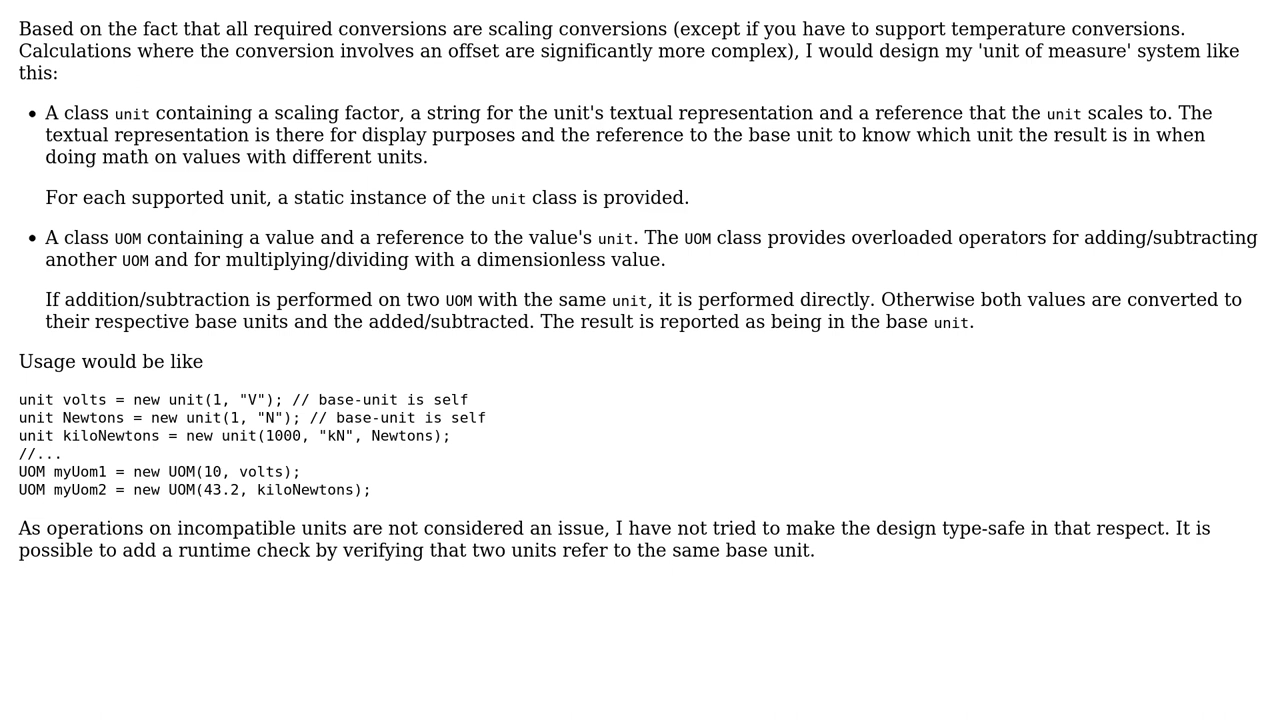 Based on the fact that all required conversions are scaling conversions (except if you have to support temperature conversions.
Calculations where the conversion involves an offset are significantly more complex), I would design my 'unit of measure' system like
this:
• A class unit containing a scaling factor, a string for the unit's textual representation and a reference that the unit scales to. The
textual representation is there for display purposes and the reference to the base unit to know which unit the result is in when
doing math on values with different units.
For each supported unit, a static instance of the unit class is provided.
• A class UOM containing a value and a reference to the value's unit. The UOM class provides overloaded operators for adding/subtracting
another UOM and for multiplying/dividing with a dimensionless value.
If addition/subtraction is performed on two UOM with the same unit, it is performed directly. Otherwise both values are converted to
their respective base units and the added/subtracted. The result is reported as being in the base unit.
Usage would be like
unit volts = new unit(1, "V"); // base-unit is self
unit Newtons = new unit(1, "N"); // base-unit is self
unit kiloNewtons = new unit(1000, "kN", Newtons);
//...
UOM myUom1 = new UOM(10, volts);
UOM myUom2 = new UOM(43.2, kiloNewtons);
As operations on incompatible units are not considered an issue, I have not tried to make the design type-safe in that respect. It is
possible to add a runtime check by verifying that two units refer to the same base unit.